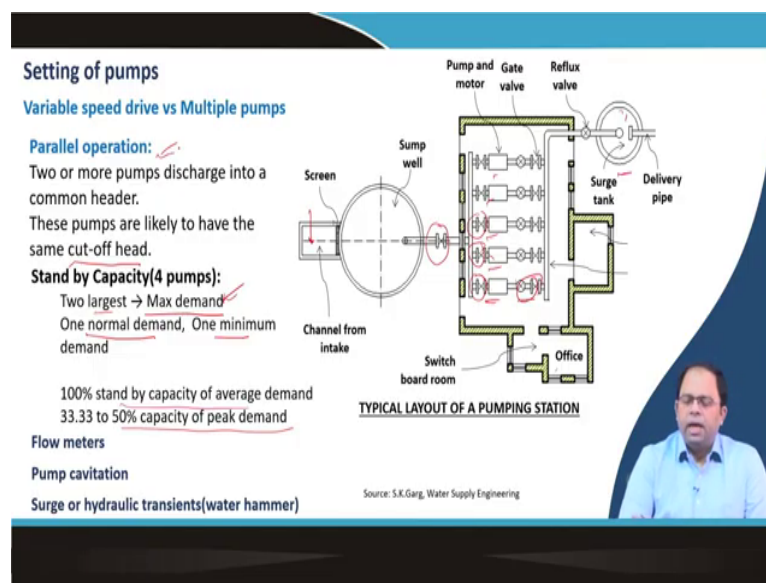 Setting of pumps
Variable speed drive vs Multiple pumps
Parallel operation:
Two or more pumps discharge into a
common header.
These pumps are likely to have the
same cut-off head.
Stand by Capacity(4 pumps):
Two largest → Max demand
One normal demand, One minimum
demand
100% stand by capacity of average demand
33.33 to 50% capacity of peak demand
Flow meters
Pump cavitation
Surge or hydraulic transients(water hammer)
Pump and
motor
Gate
valve
Reflux
valve
Sump
well
Screen
Surge
tank
Delivery
pipe
Channel from
intake
Switch
board room
Office
TYPICAL LAYOUT OF A PUMPING STATION
Source: S.K.Garg, Water Supply Engineering